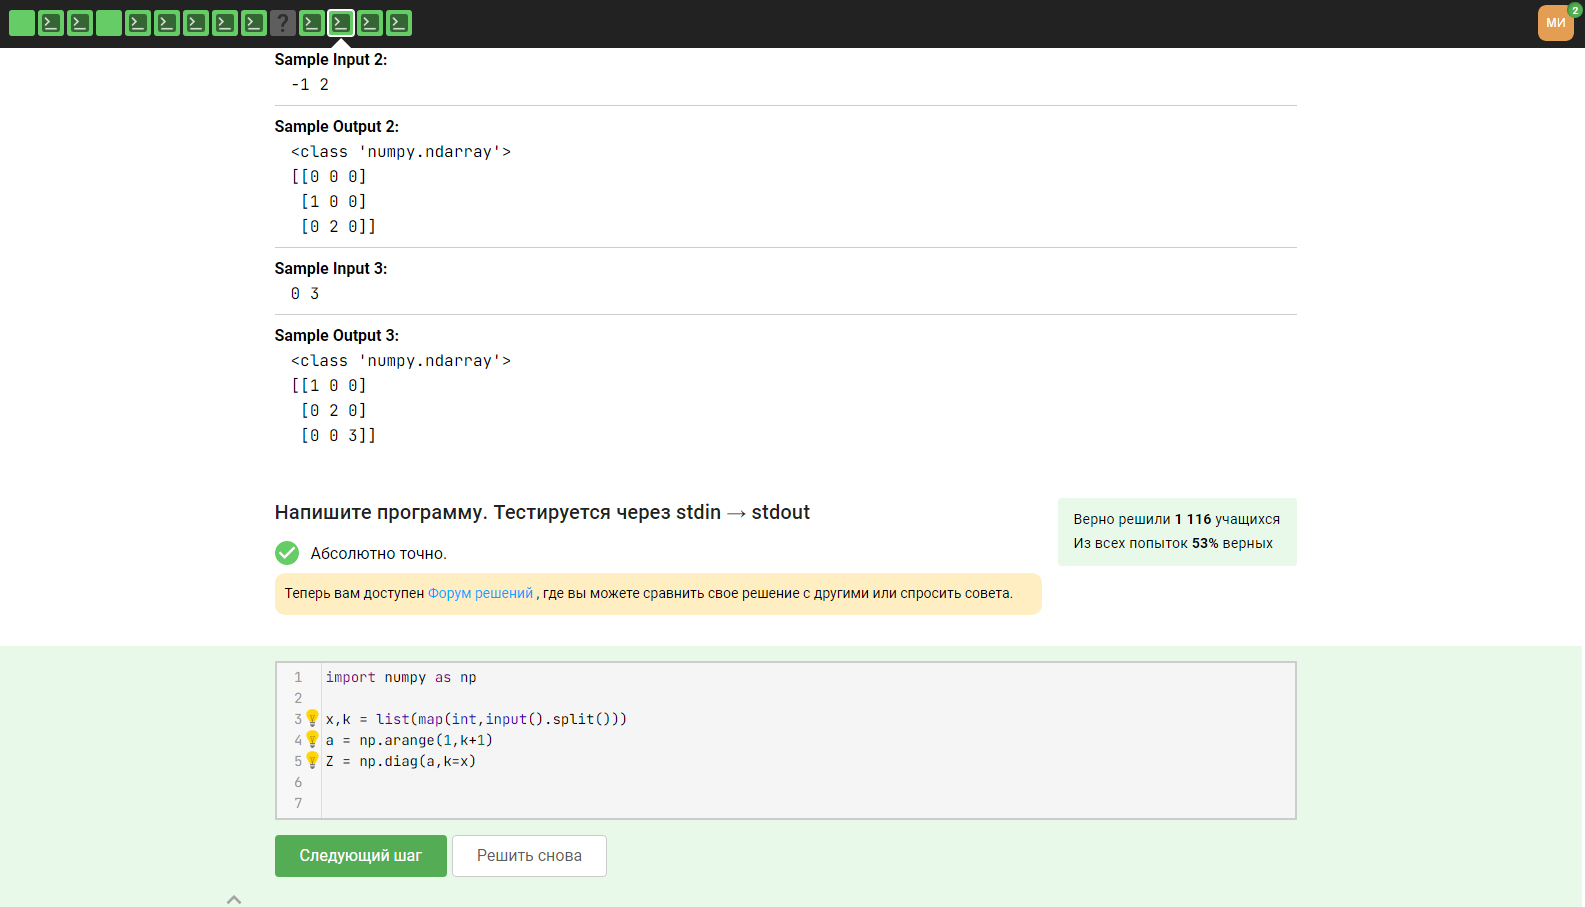 ?
МИ
2
Sample Input 2:
-1 2
Sample Output 2:
<class 'numpy.ndarray'>
[[0 0 0]
[1 0 0]
[0 2 0]]
Sample Input 3:
0 3
Sample Output 3:
<class 'numpy.ndarray'>
[[1 0 0]
[0 2 0]
[0 0 3]]
Напишите программу. Тестируется через stdin → stdout
Верно решили 1 116 учащихся
Из всех попыток 53% верных
Абсолютно точно.
Теперь вам доступен Форум решений , где вы можете сравнить свое решение с другими или спросить совета.
1 import numpy as np
2
3 x,k = list(map(int,input().split()))
4 a = np.arange(1,k+1)
5 Z = np.diag(a,k=x)
6
7
Следующий шаг
Решить снова